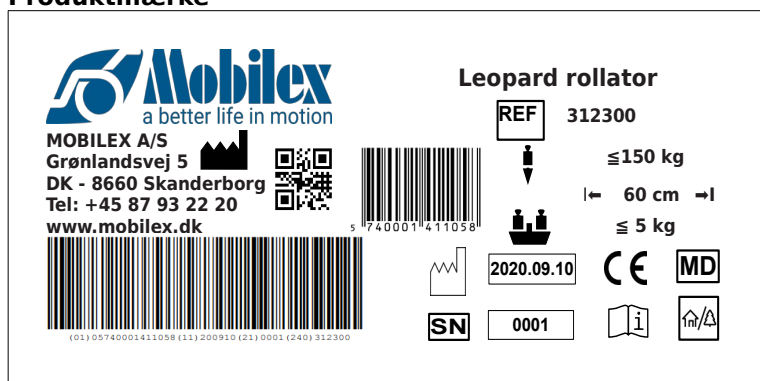 Produktmærke
Mobilex
a better life in motion
MOBILEX A/S
Grønlandsvej 5
DK - 8660 Skanderborg
Tel: +45 87 93 22 20
www.mobilex.dk
(01)05740001411058(11)200910(21)0001(240)312300
5 740001 411058
Leopard rollator
REF 312300
≦150 kg
60 cm
≦ 5 kg
2020.09.10 CE MD
SN 0001 i